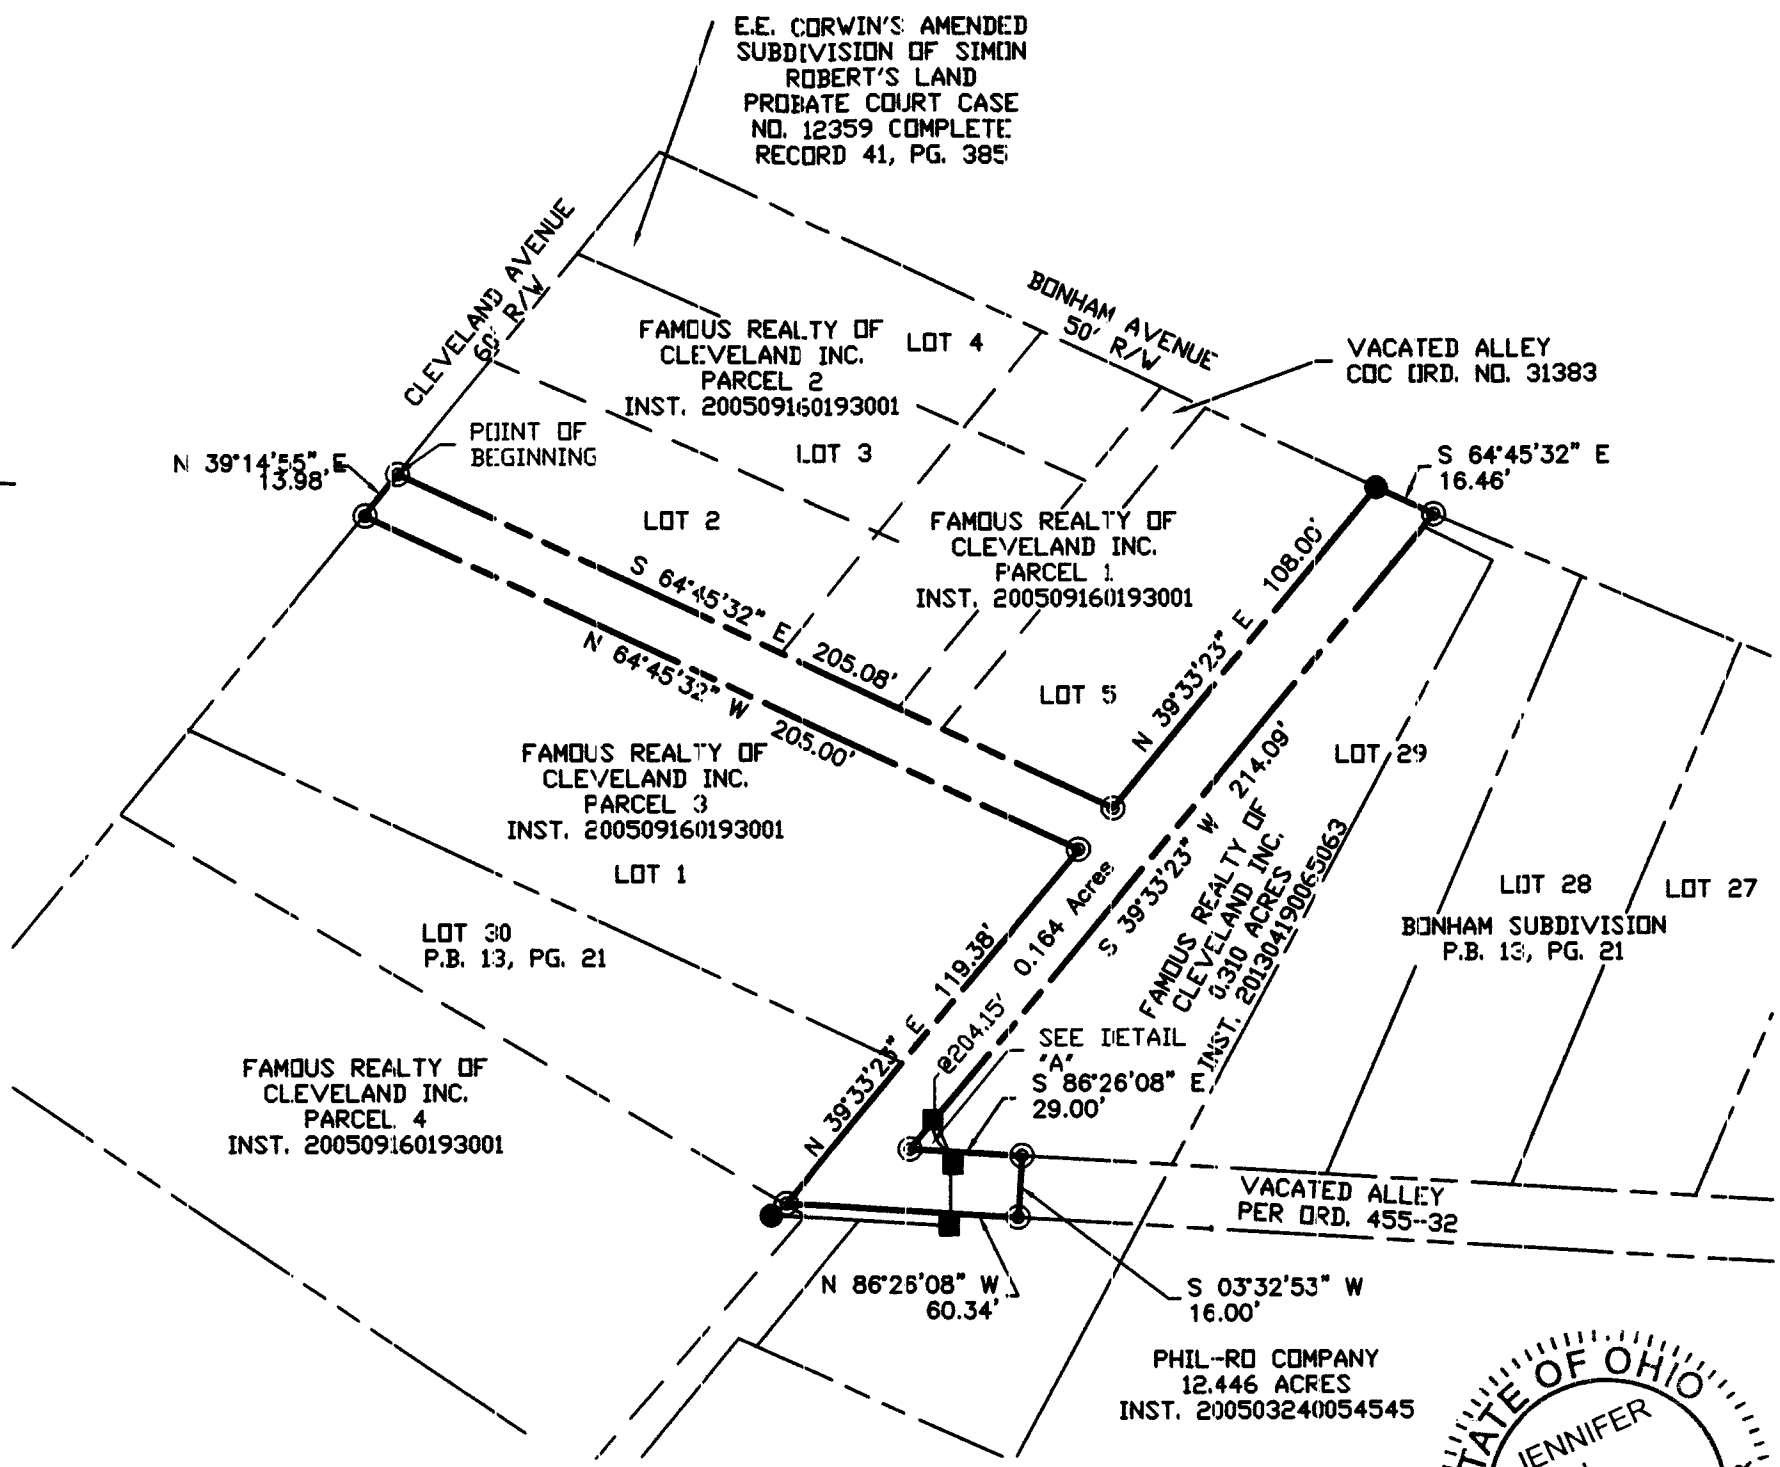 E.E. CORWIN'S AMENDED
SUBDIVISION OF SIMON
ROBERT'S LAND
PROBATE COURT CASE
NO. 12359 COMPLETE
RECORD 41, PG. 385
CLEVELAND AVENUE
60' R/W
BONHAM AVENUE
50' R/W
VACATED ALLEY
COC ORD. NO. 31383
FAMOUS REALTY OF
CLEVELAND INC.
PARCEL 2
INST. 200509160193001
LOT 4
POINT OF
BEGINNING
N 39°14'55" E
13.98'
LOT 3
S 64°45'32" E
16.46'
LOT 2
FAMOUS REALTY OF
CLEVELAND INC.
PARCEL 1
INST. 200509160193001
S 64°45'32" E 205.08'
N 64°45'32" W 205.00'
N 39°33'23" E 108.00'
LOT 5
LOT 29
FAMOUS REALTY OF
CLEVELAND INC.
PARCEL 3
INST. 200509160193001
LOT 1
S 39°33'23" W 214.09'
0.164 Acres
FAMOUS REALTY OF
CLEVELAND INC.
0.310 ACRES
INST. 201304190065063
LOT 28
LOT 27
BONHAM SUBDIVISION
P.B. 13, PG. 21
LOT 30
P.B. 13, PG. 21
N 39°33'23" E 119.38'
@204.15'
SEE DETAIL
"A"
S 86°26'08" E
29.00'
FAMOUS REALTY OF
CLEVELAND INC.
PARCEL 4
INST. 200509160193001
VACATED ALLEY
PER ORD. 455-32
N 86°26'08" W
60.34'
S 03°32'53" W
16.00'
PHIL-RO COMPANY
12.446 ACRES
INST. 200503240054545
STATE OF OHIO
JENNIFER